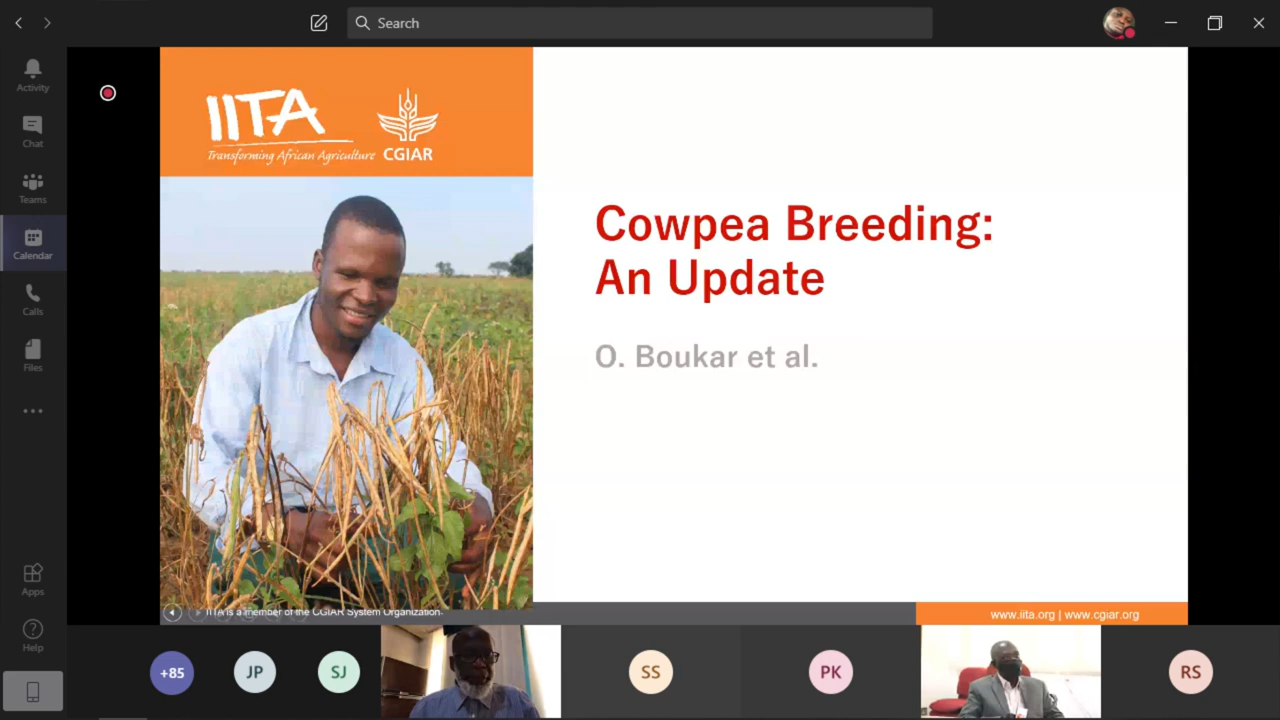 Search
Activity
Chat
Teams
Calendar
Calls
Files
Apps
Help
IITA
Transforming African Agriculture
CGIAR
Cowpea Breeding:
An Update
O. Boukar et al.
IITA is a member of the CGIAR System Organization.
www.iita.org | www.cgiar.org
+85
JP
SJ
SS
PK
RS